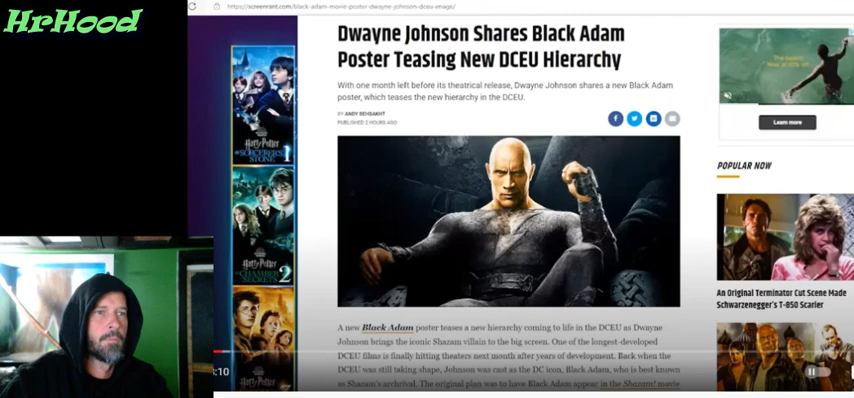 HrHood
https://screenrant.com/black-adam-movie-poster-dwayne-johnson-dceu-image/
Dwayne Johnson Shares Black Adam
Poster Teasing New DCEU Hierarchy
With one month left before its theatrical release, Dwayne Johnson shares a new Black Adam
poster, which teases the new hierarchy in the DCEU.
BY ANDY BEHBAKHT
PUBLISHED 2 HOURS AGO
Harry Potter
SORCERER'S
STONE 1
Harry Potter
CHAMBER
SECRETS 2
Learn more
POPULAR NOW
An Original Terminator Cut Scene Made
Schwarzenegger's T-850 Scarier
A new Black Adam poster teases a new hierarchy coming to life in the DCEU as Dwayne
Johnson brings the iconic Shazam villain to the big screen. One of the longest-developed
DCEU films is finally hitting theaters next month after years of development. Back when the
DCEU was still taking shape, Johnson was cast as the DC icon, Black Adam, who is best known
as Shazam's archrival. The original plan was to have Black Adam appear in the Shazam! movie
:10